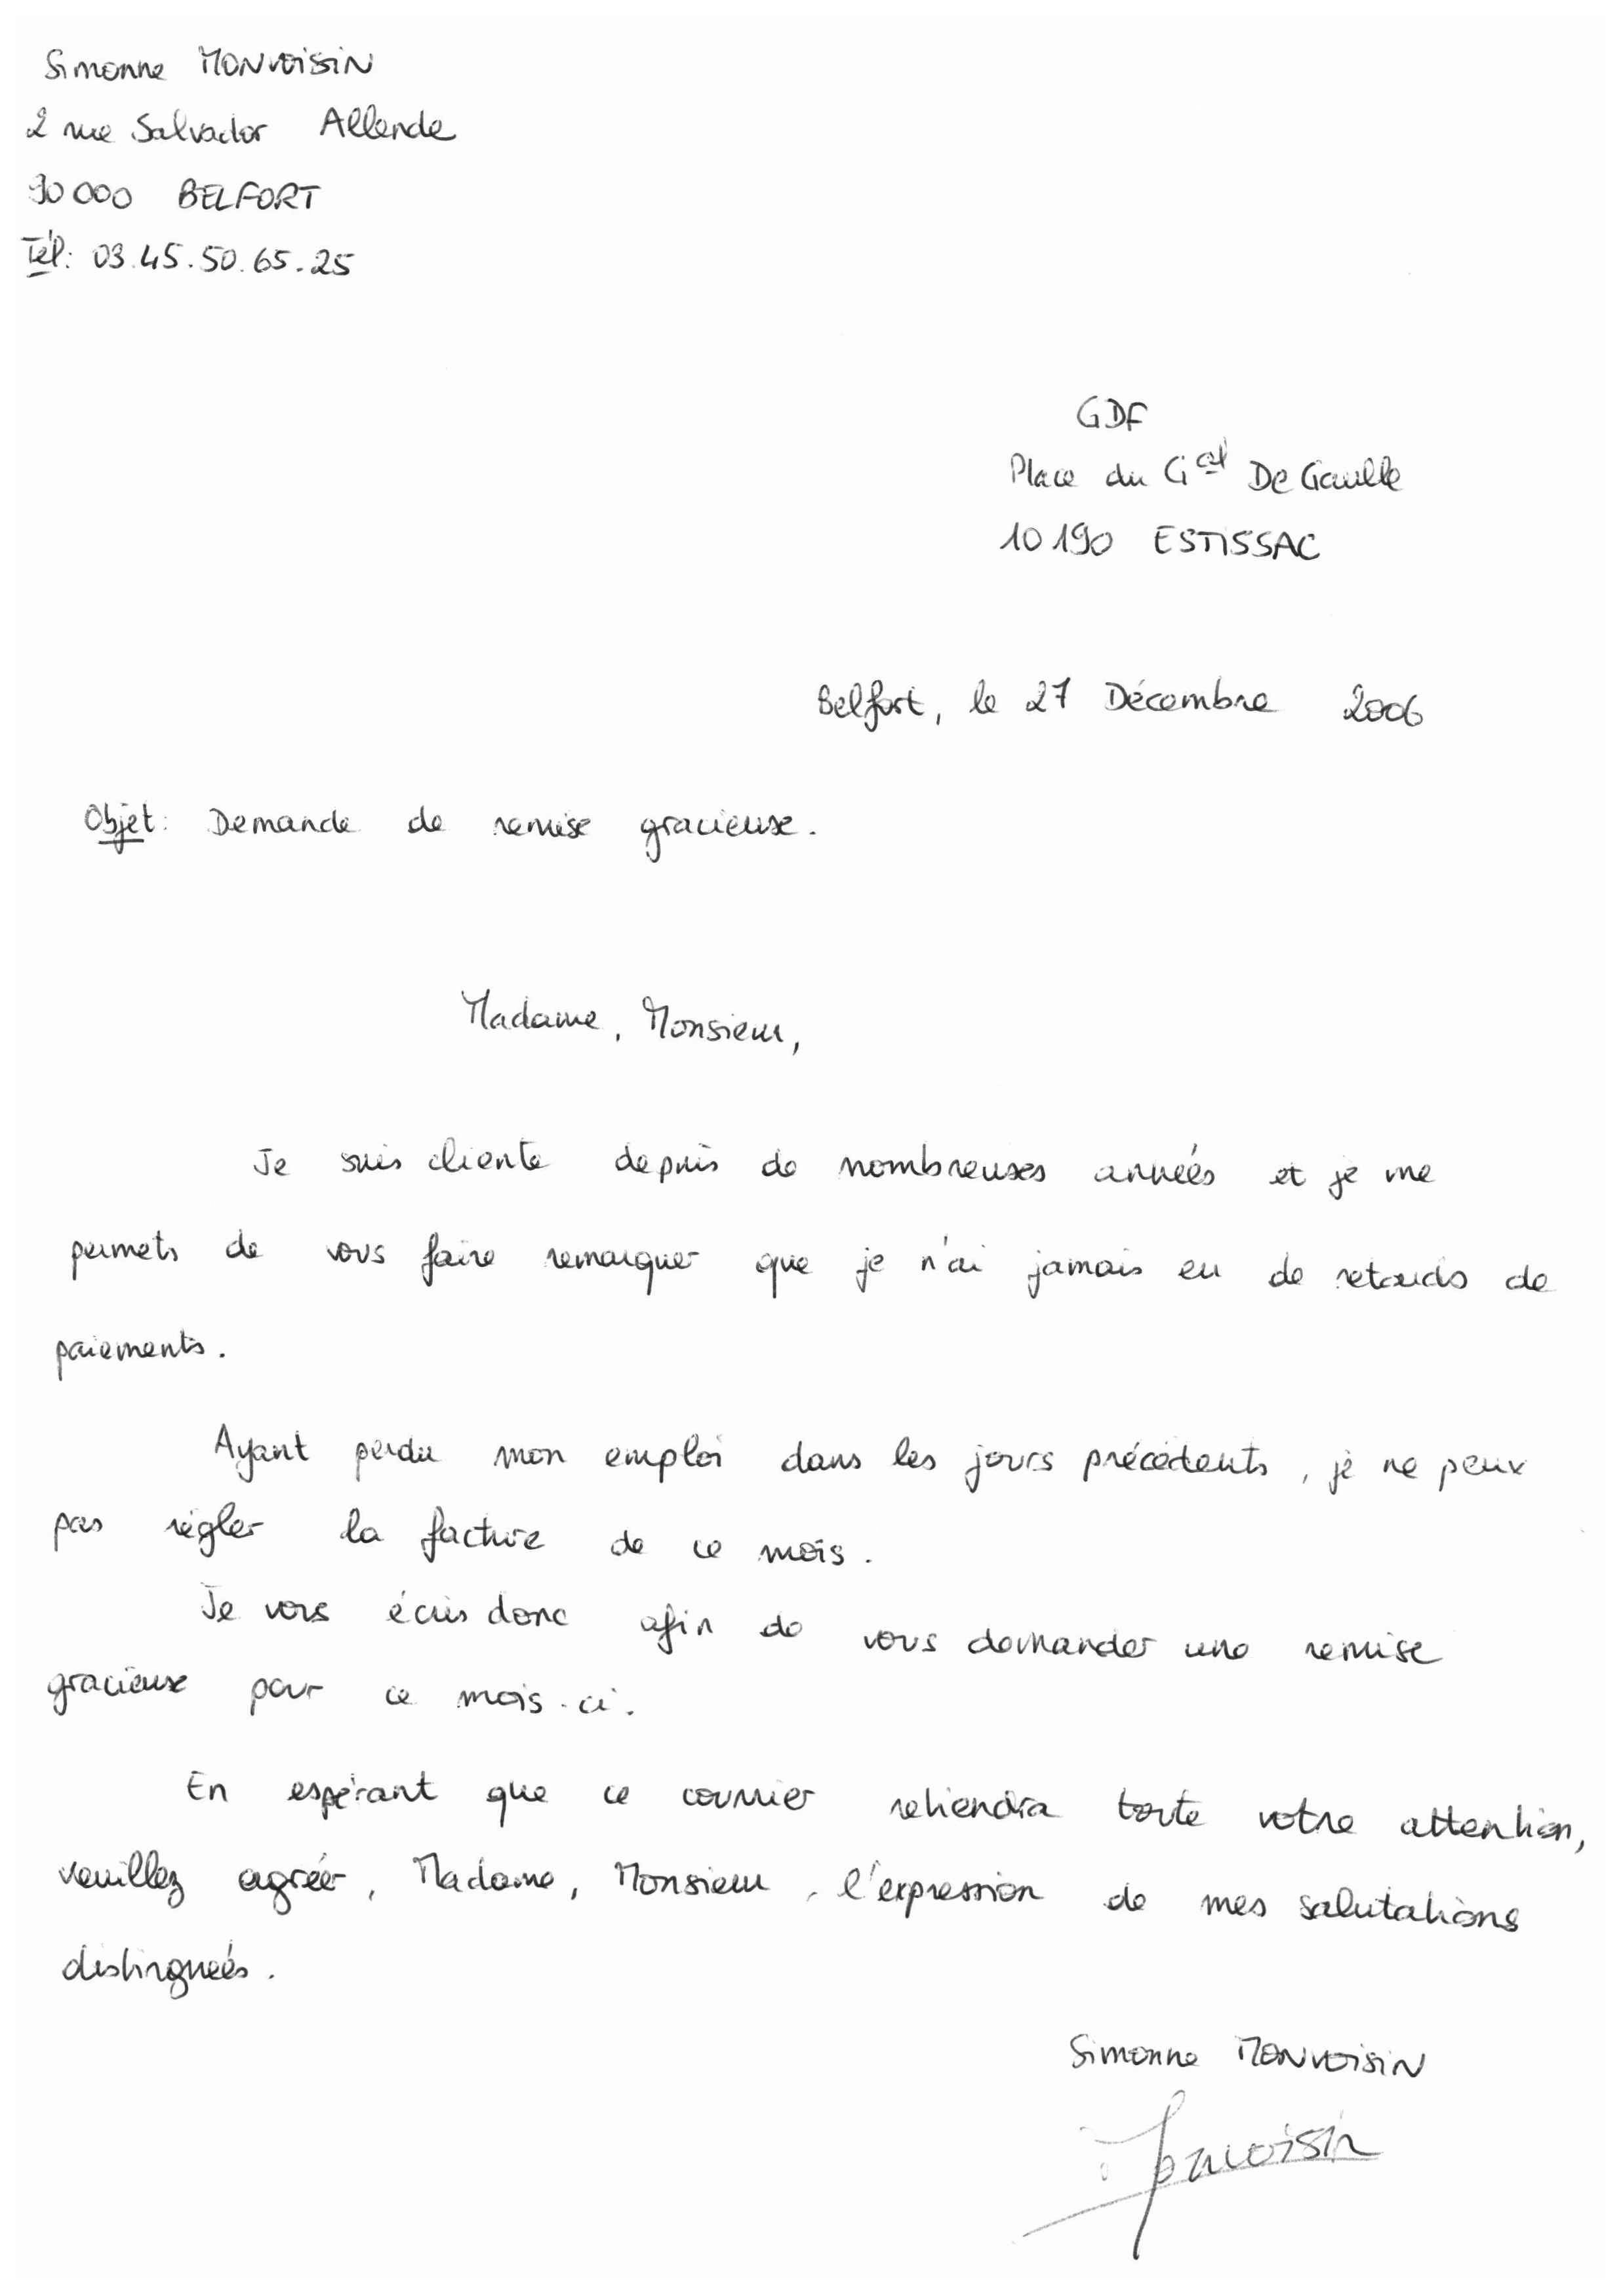 Simonne MONVOISIN
2 rue Salvador Allende
90 000 BELFORT
Tél: 03.45.50.65.25
GDF
Place du Gal De Gaulle
10 190 ESTISSAC
Belfort, le 27 Décembre 2006
Objet: Demande de remise gracieuse.
Madame, Monsieur,
Je suis cliente depuis de nombreuses années et je me
permets de vous faire remarquer que je n'ai jamais eu de retards de
paiements.
Ayant perdu mon emploi dans les jours précédents, je ne peux
pas régler la facture de ce mois.
Je vous écris donc afin de vous demander une remise
gracieuse pour ce mois-ci.
En espérant que ce courrier retiendra toute votre attention,
veuillez agréer, Madame, Monsieur, l'expression de mes salutations
distinguées.
Simonne MONVOISIN
Monvoisin